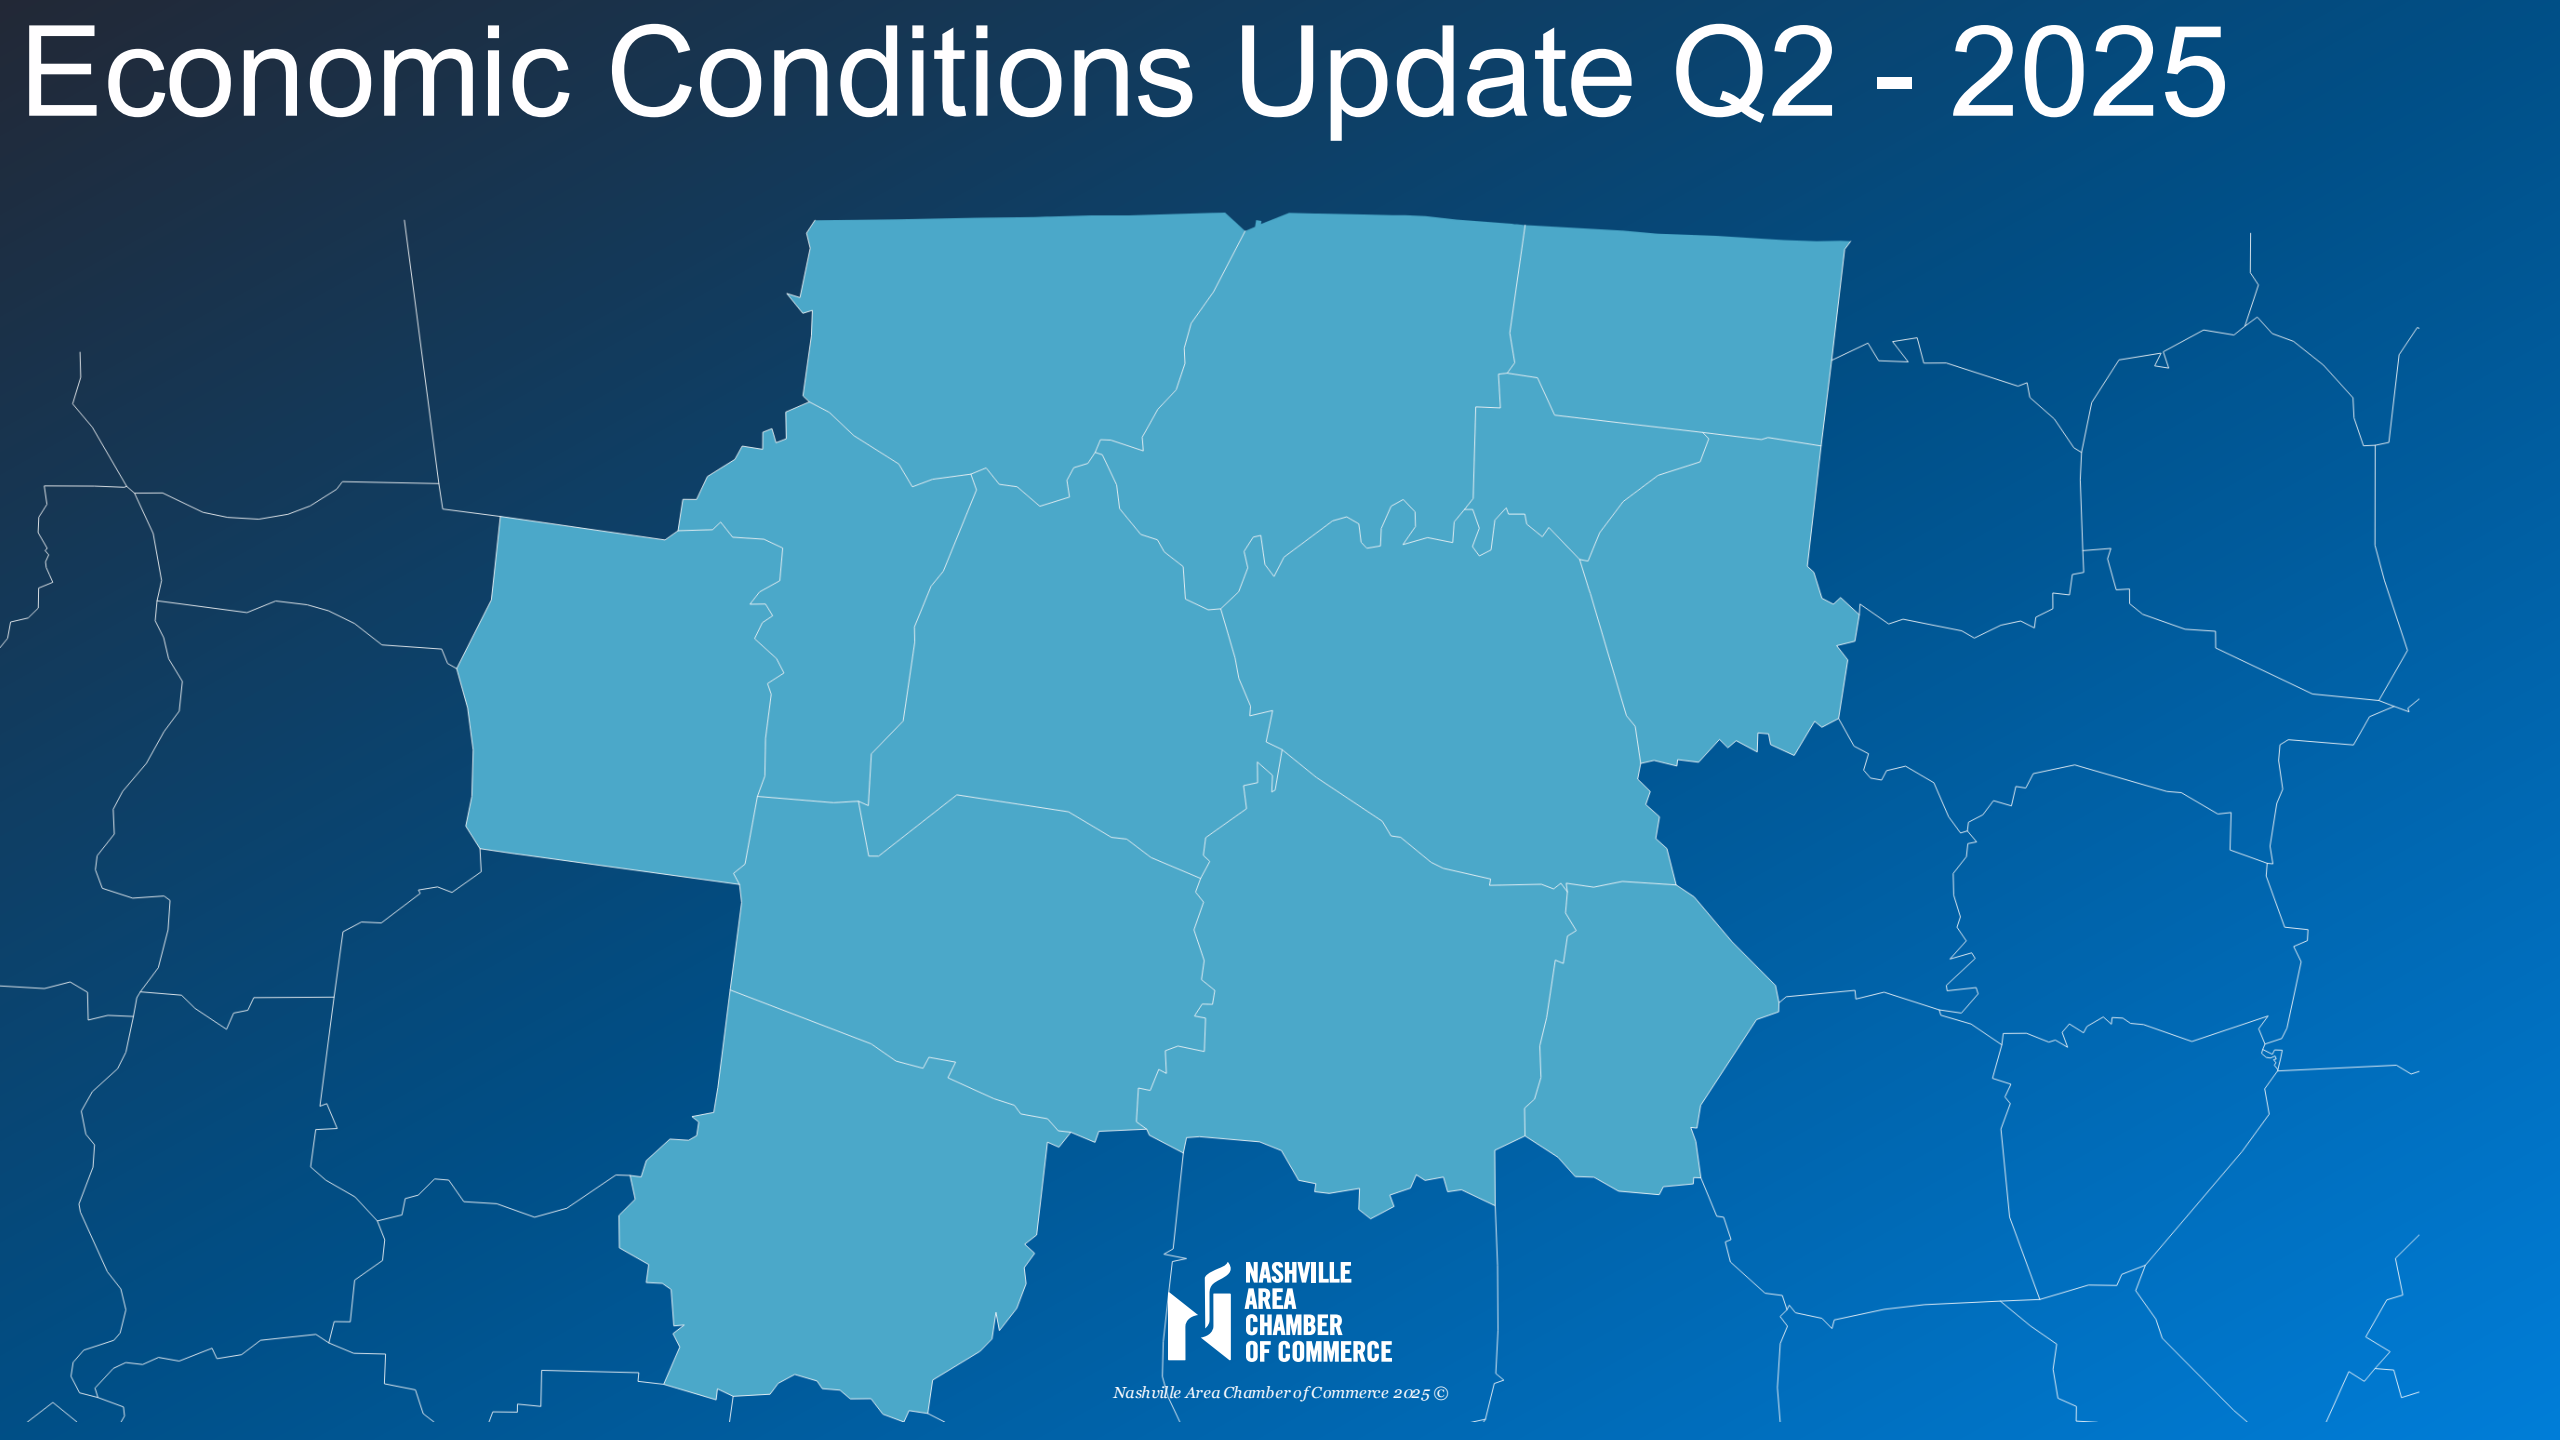 Economic Conditions Update Q2 - 2025
NASHVILLE
AREA
CHAMBER
OF COMMERCE
Nashville Area Chamber of Commerce 2025 ©